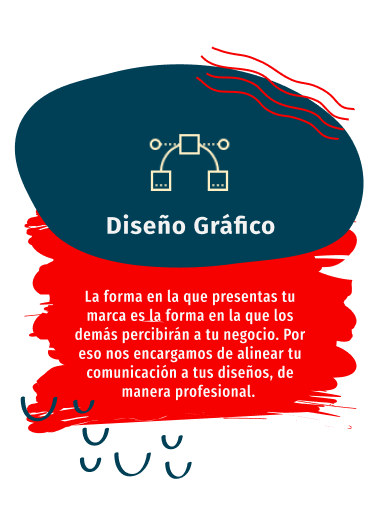 Diseño Gráfico
La forma en la que presentas tu
marca es la forma en la que los
demás percibirán a tu negocio. Por
eso nos encargamos de alinear tu
comunicación a tus diseños, de
manera profesional.